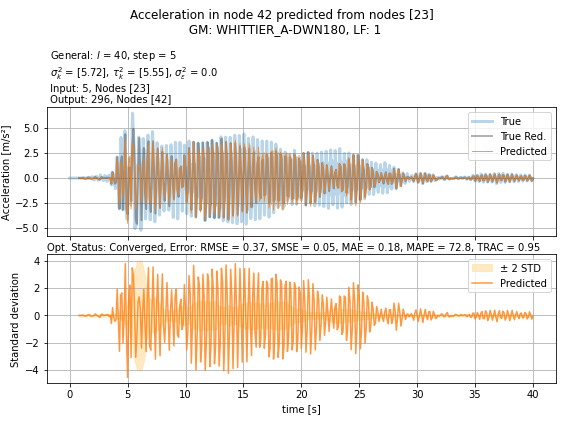 Acceleration in node 42 predicted from nodes [23]
GM: WHITTIER_A-DWN180, LF: 1
General: l = 40, step = 5
σ²ₖ = [5.72], τ²ₖ = [5.55], σ²ε = 0.0
Input: 5, Nodes [23]
Output: 296, Nodes [42]
Acceleration [m/s²]
5.0
2.5
0.0
−2.5
−5.0
True
True Red.
Predicted
Opt. Status: Converged, Error: RMSE = 0.37, SMSE = 0.05, MAE = 0.18, MAPE = 72.8, TRAC = 0.95
Standard deviation
4
2
0
−2
−4
± 2 STD
Predicted
0 5 10 15 20 25 30 35 40
time [s]